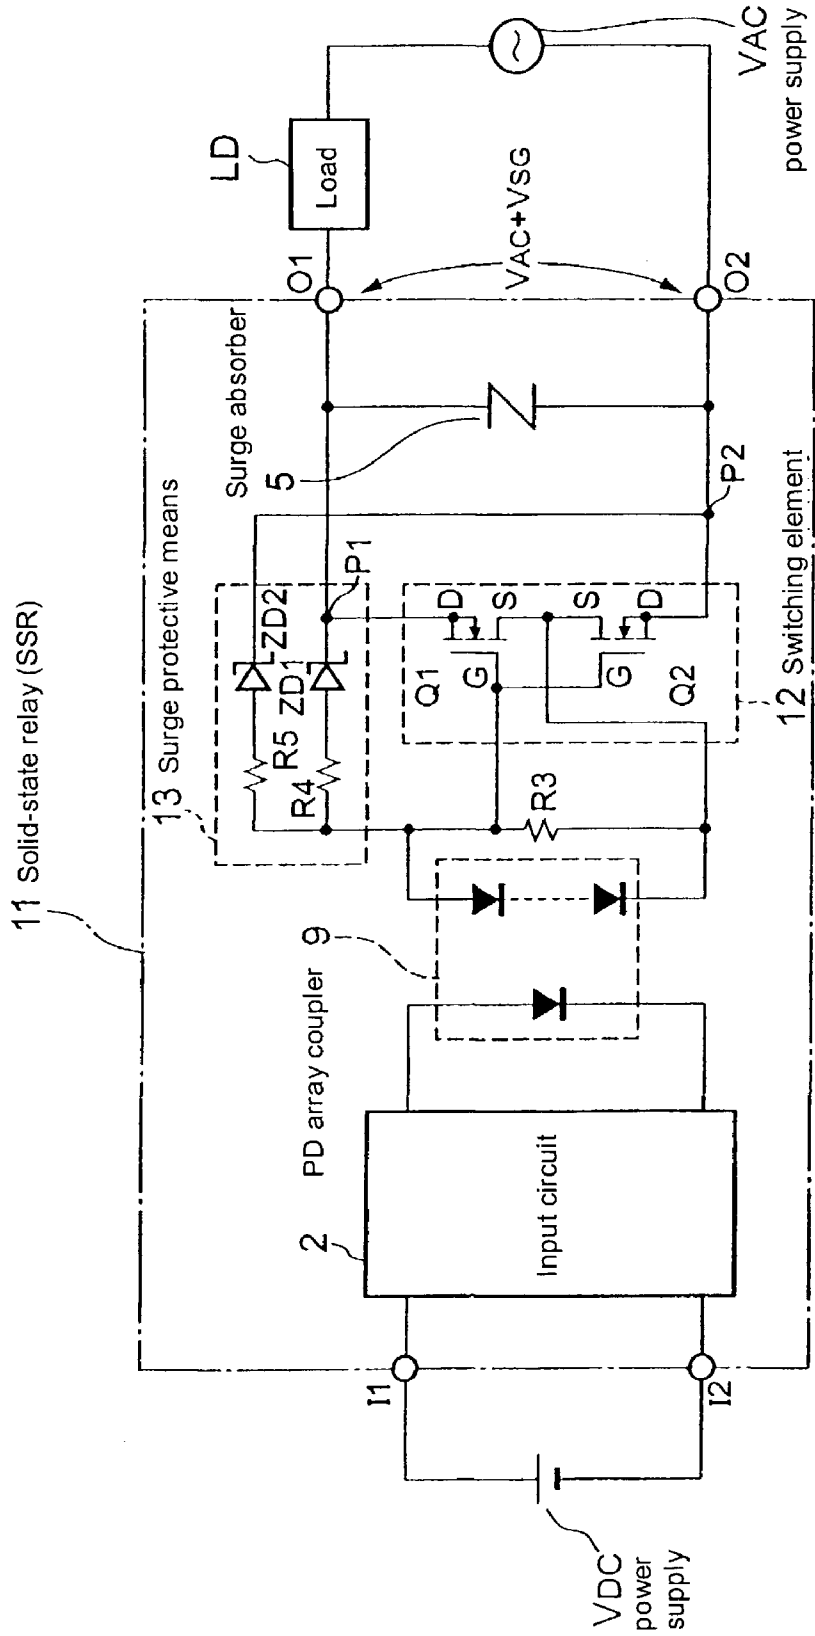 11 Solid-state relay (SSR)
13 Surge protective means
Surge absorber
5
O1
LD
Load
VAC
power supply
VAC+VSG
O2
P2
P1
ZD2
ZD1
R5
R4
Q1
D
S
G
S
D
G
Q2
12 Switching element
R3
PD array coupler 9
2
Input circuit
I1
I2
VDC
power
supply